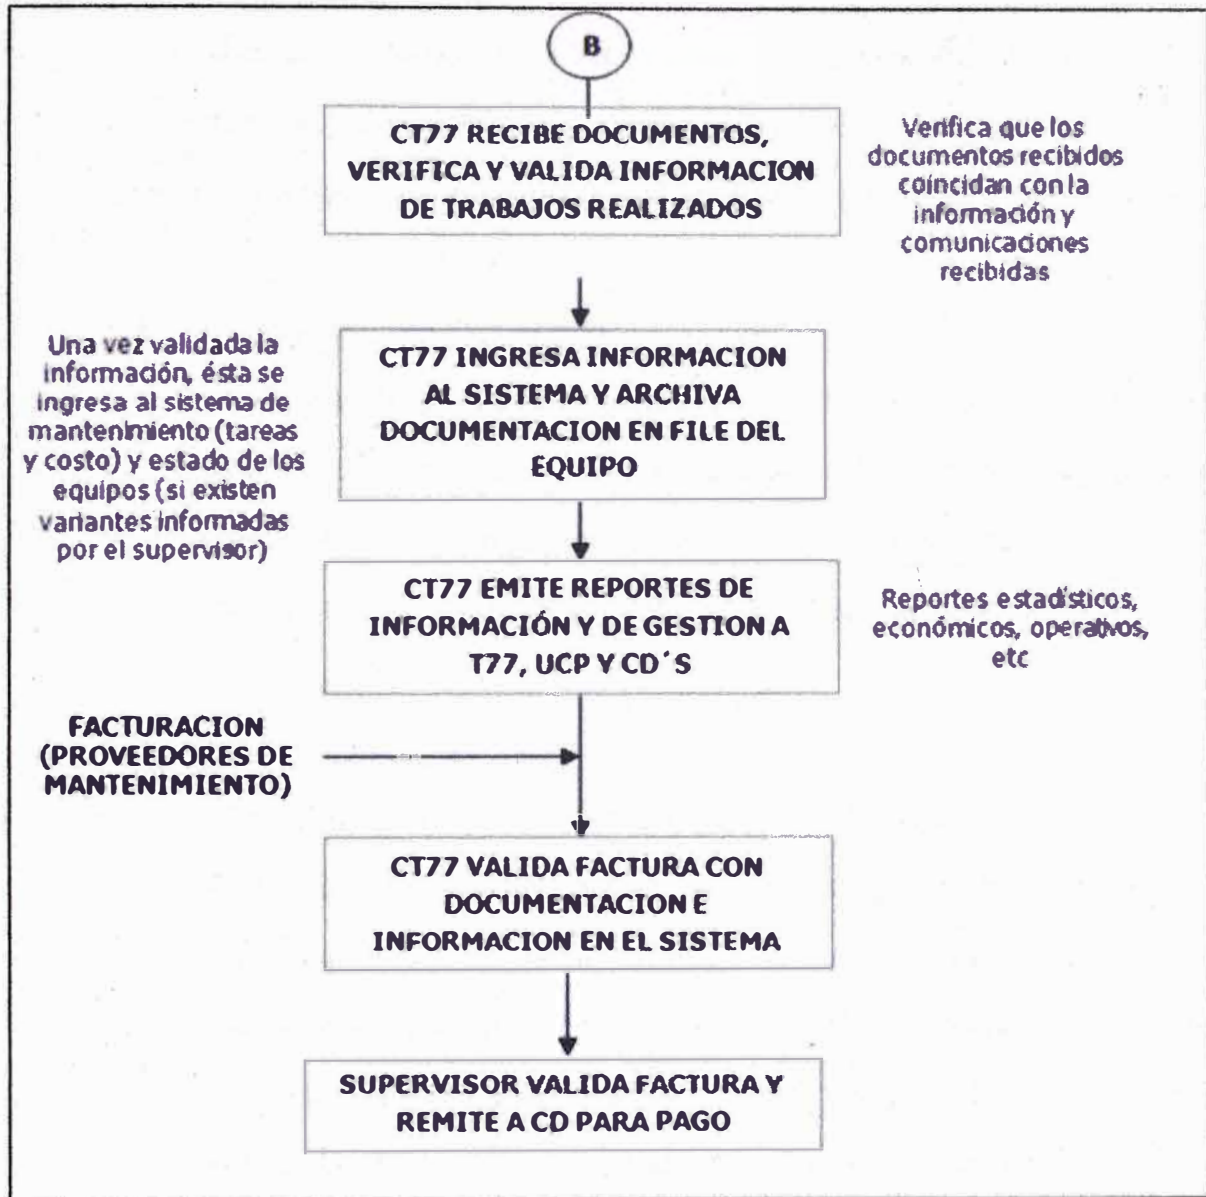 B
CT77 RECIBE DOCUMENTOS,
VERIFICA Y VALIDA INFORMACION
DE TRABAJOS REALIZADOS
Verifica que los
documentos recibidos
coincidan con la
información y
comunicaciones
recibidas
Una vez validada la
información, ésta se
ingresa al sistema de
mantenimiento (tareas
y costo) y estado de los
equipos (si existen
variantes informadas
por el supervisor)
CT77 INGRESA INFORMACION
AL SISTEMA Y ARCHIVA
DOCUMENTACION EN FILE DEL
EQUIPO
CT77 EMITE REPORTES DE
INFORMACIÓN Y DE GESTION A
T77, UCP Y CD´S
Reportes estadísticos,
económicos, operativos,
etc
FACTURACION
(PROVEEDORES DE
MANTENIMIENTO)
CT77 VALIDA FACTURA CON
DOCUMENTACION E
INFORMACION EN EL SISTEMA
SUPERVISOR VALIDA FACTURA Y
REMITE A CD PARA PAGO